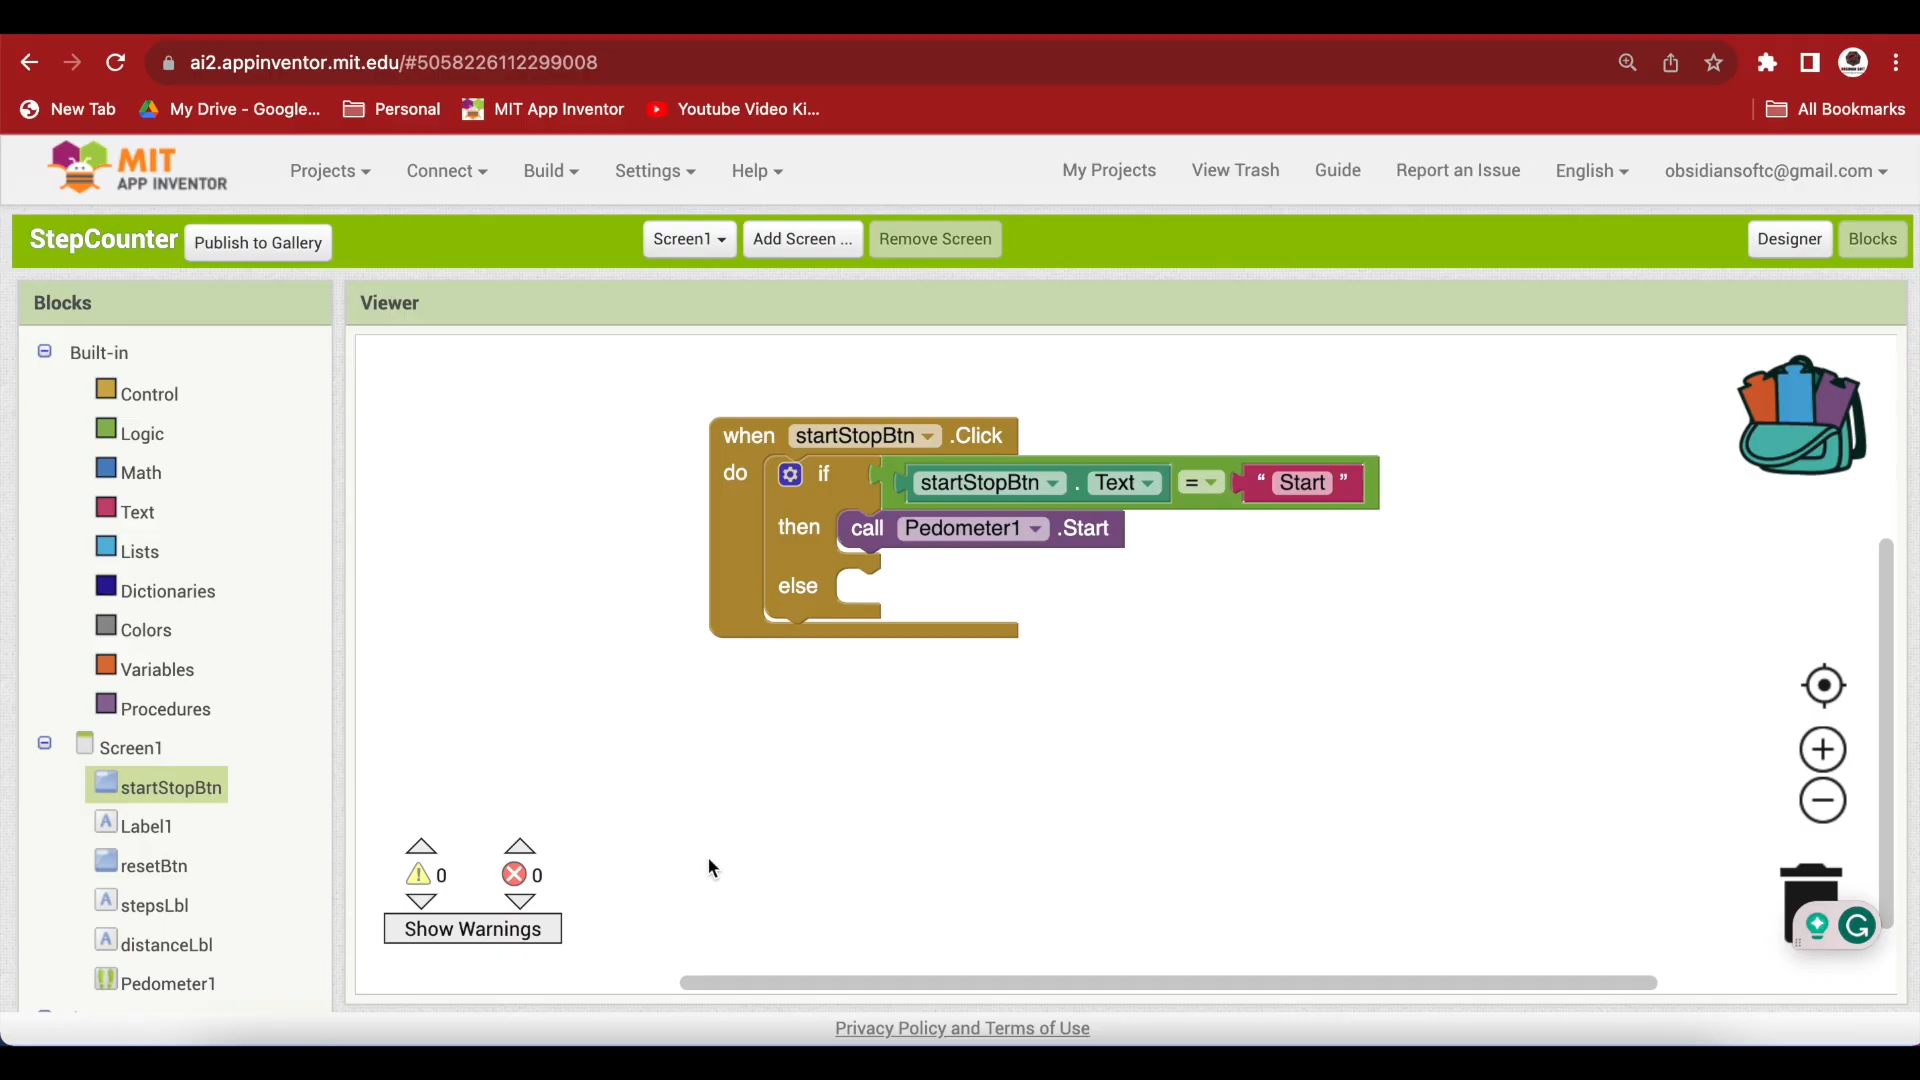 ai2.appinventor.mit.edu/#5058226112299008
New Tab My Drive - Google... Personal MIT App Inventor Youtube Video Ki... All Bookmarks
MIT
APP INVENTOR
Projects Connect Build Settings Help My Projects View Trash Guide Report an Issue English obsidiansoftc@gmail.com
StepCounter Publish to Gallery Screen1 Add Screen ... Remove Screen Designer Blocks
Blocks
Viewer
Built-in
Control
Logic
Math
Text
Lists
Dictionaries
Colors
Variables
Procedures
Screen1
startStopBtn
Label1
resetBtn
stepsLbl
distanceLbl
Pedometer1
when startStopBtn .Click
do if startStopBtn . Text = “ Start ”
then call Pedometer1 .Start
else
0 0
Show Warnings
Privacy Policy and Terms of Use